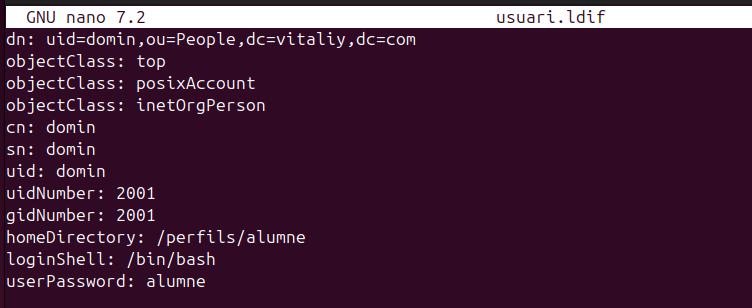 GNU nano 7.2 usuari.ldif
dn: uid=domin,ou=People,dc=vitaliy,dc=com
objectClass: top
objectClass: posixAccount
objectClass: inetOrgPerson
cn: domin
sn: domin
uid: domin
uidNumber: 2001
gidNumber: 2001
homeDirectory: /perfils/alumne
loginShell: /bin/bash
userPassword: alumne